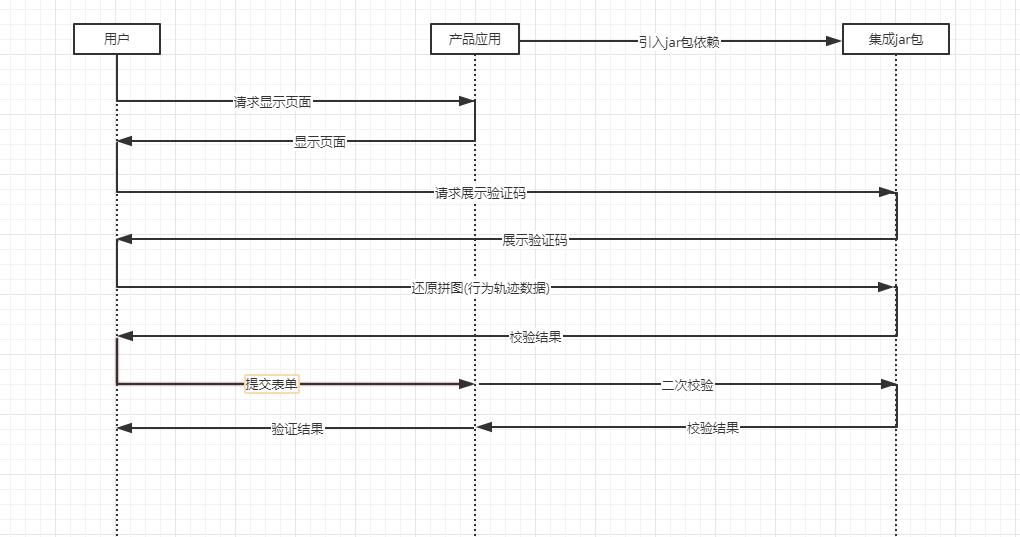 用户
产品应用
引入jar包依赖
集成jar包
请求显示页面
显示页面
请求展示验证码
展示验证码
还原拼图(行为轨迹数据)
校验结果
提交表单
二次校验
验证结果
校验结果